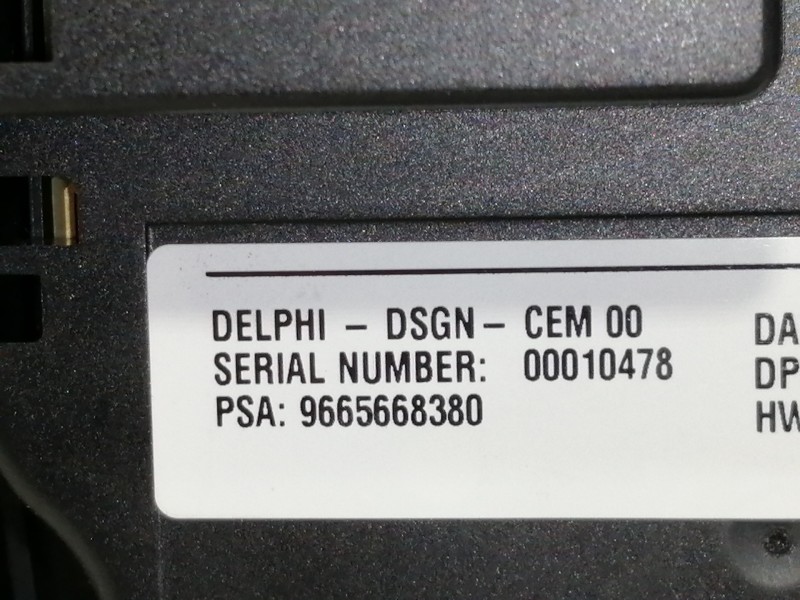 DELPHI - DSGN - CEM 00
SERIAL NUMBER: 00010478
PSA: 9665668380
DA
DP
HW